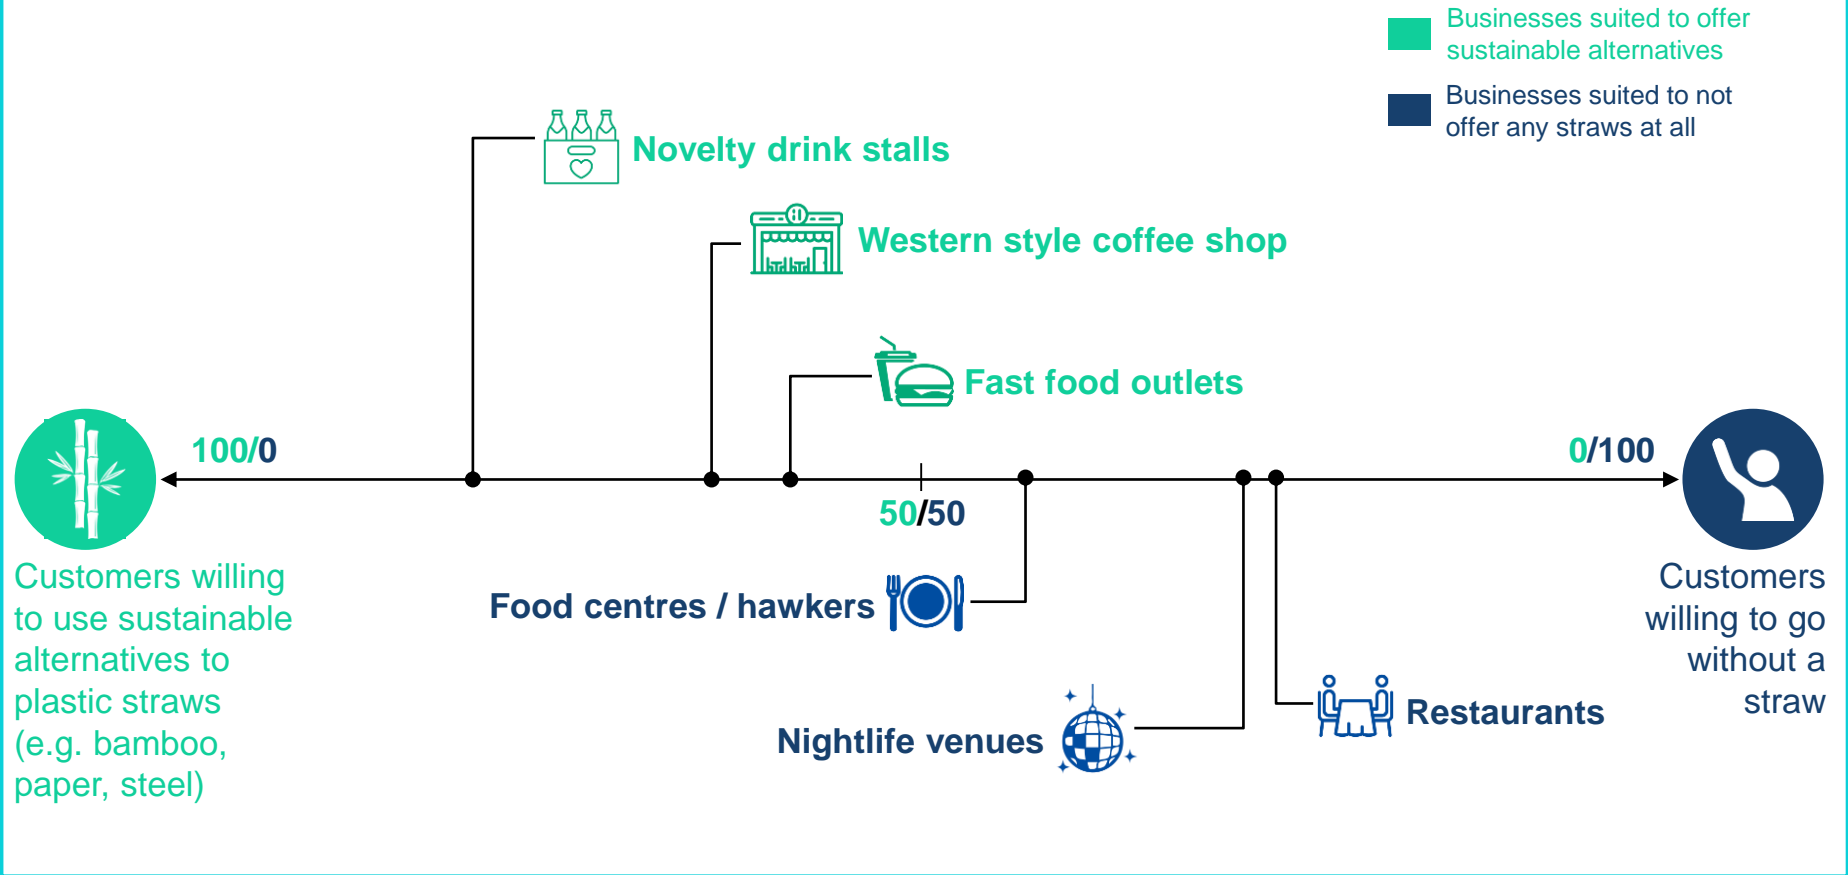 Businesses suited to offer
sustainable alternatives
Businesses suited to not
offer any straws at all
Novelty drink stalls
Western style coffee shop
Fast food outlets
100/0
0/100
50/50
Customers willing
to use sustainable
alternatives to
plastic straws
(e.g. bamboo,
paper, steel)
Food centres / hawkers
Nightlife venues
Restaurants
Customers
willing to go
without a
straw